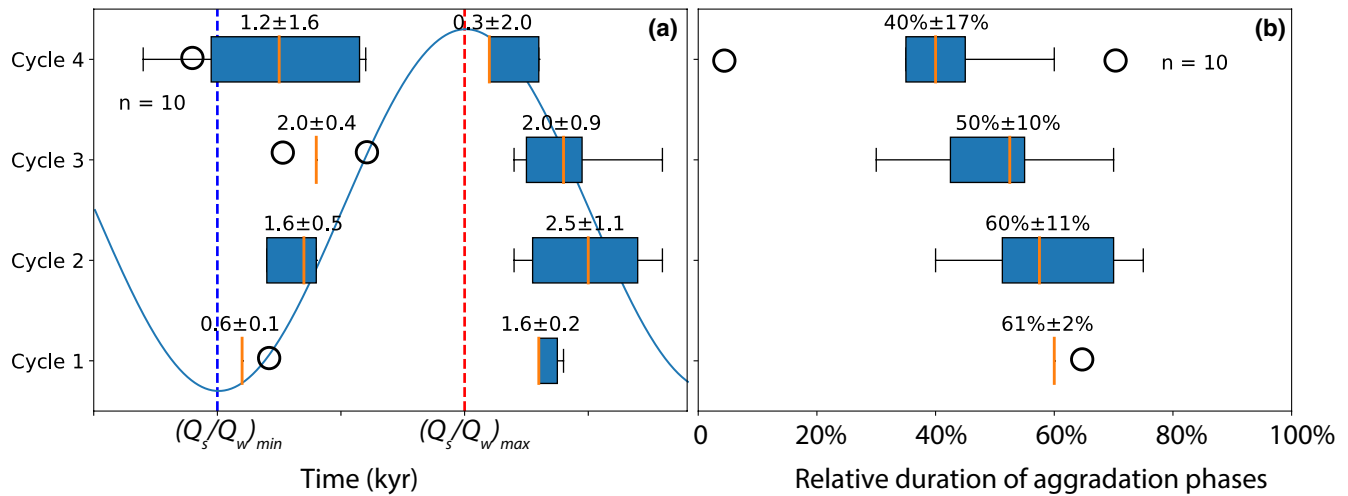 1.2±1.6
0.3±2.0
(a)
Cycle 4
n = 10
2.0±0.4
2.0±0.9
Cycle 3
1.6±0.5
2.5±1.1
Cycle 2
0.6±0.1
1.6±0.2
Cycle 1
(Qs/Qw)min
(Qs/Qw)max
Time (kyr)
40%±17%
(b)
n = 10
50%±10%
60%±11%
61%±2%
0 20% 40% 60% 80% 100%
Relative duration of aggradation phases